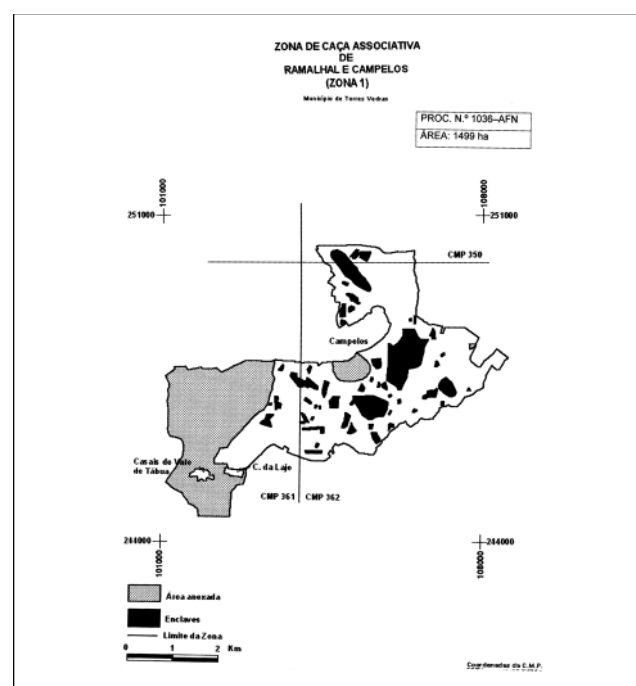 ZONA DE CAÇA ASSOCIATIVA
DE
RAMALHAL E CAMPELOS
(ZONA 1)
Município de Torres Vedras
PROC. N.º 1036–AFN
ÁREA: 1499 ha
101000
108000
251000
251000
CMP 350
Campelos
Casais do Vale
de Tábua
C. da Laje
CMP 361
CMP 362
244000
244000
101000
108000
Área anexada
Enclaves
Limite da Zona
0 1 2 Km
Coordenadas da C.M.P.